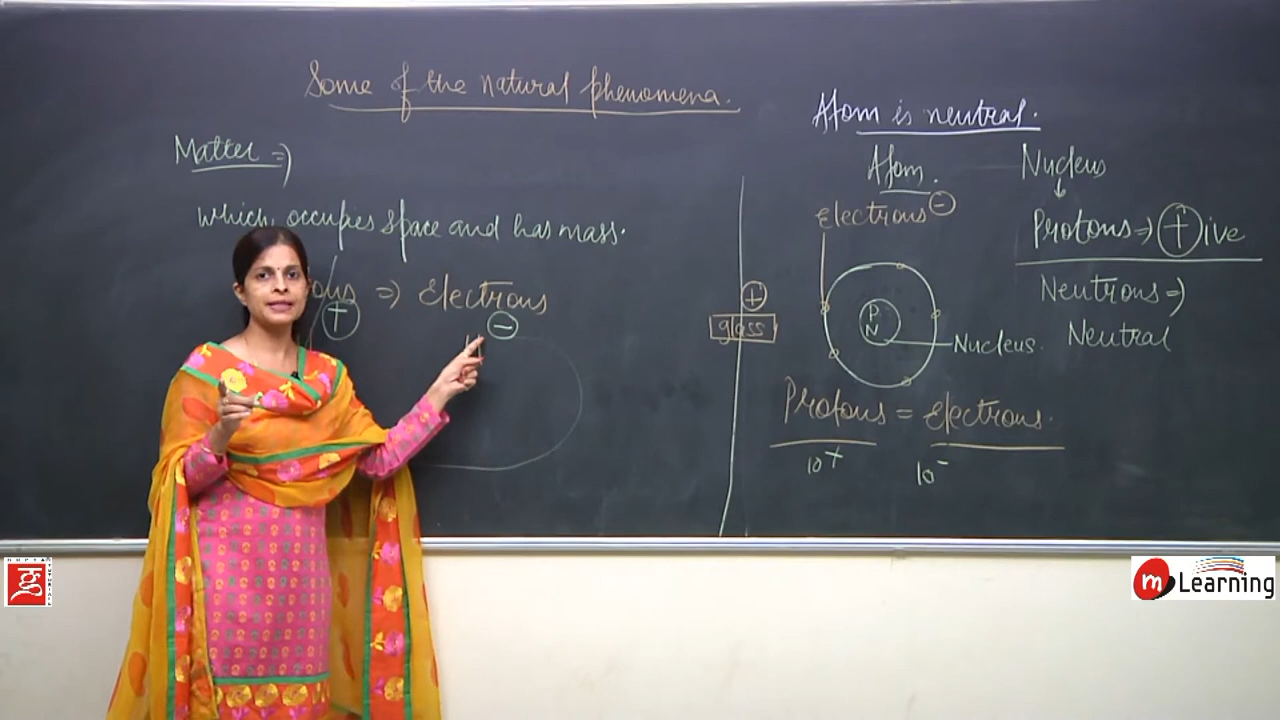 Some of the natural phenomena.
Matter ⇒
which occupies space and has mass.
ons ⇒ Electrons
+ −
Atom is neutral.
Atom.
Electrons −
+
glass
P
N
Nucleus.
Protons = Electrons.
10+ 10-
Nucleus
↓
Protons ⇒ +ive
Neutrons ⇒
Neutral
m Learning